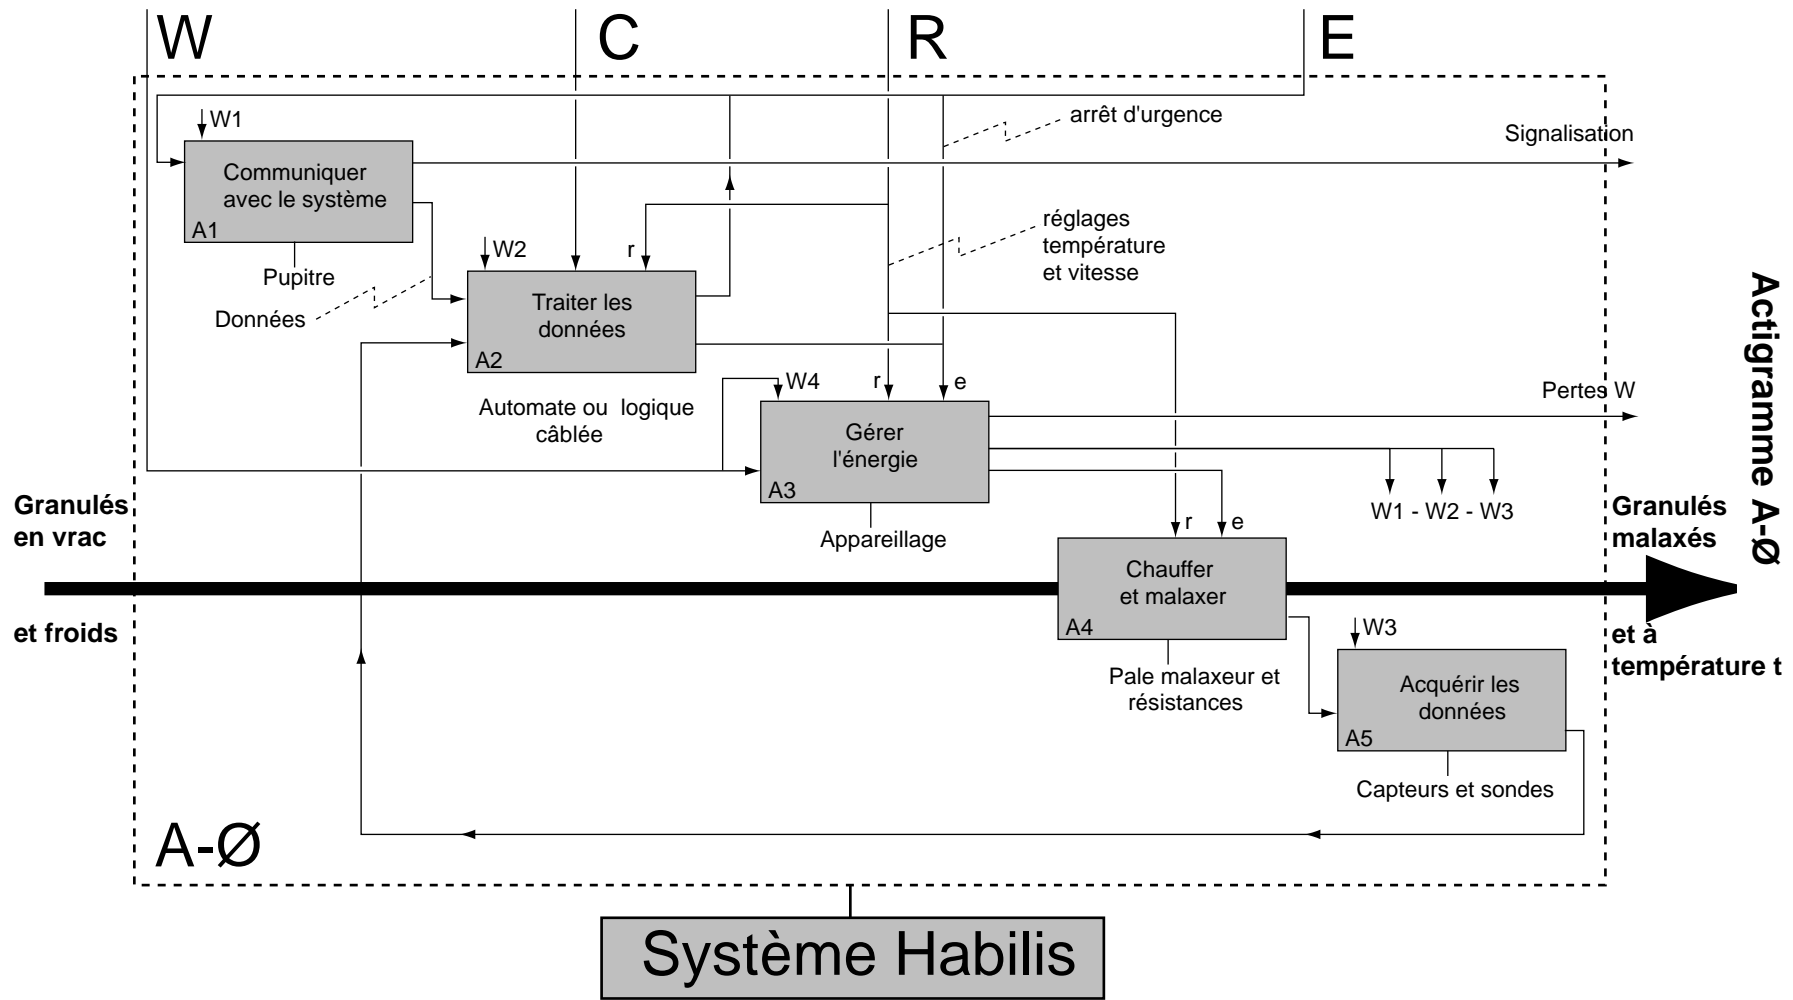 W
C
R
E
W1
arrêt d'urgence
Signalisation
Communiquer
avec le système
A1
Pupitre
réglages
température
et vitesse
W2
r
Données
Traiter les
données
A2
Automate ou logique
câblée
W4
r
e
Pertes W
Gérer
l'énergie
A3
Appareillage
W1 - W2 - W3
Granulés
en vrac
et froids
r
e
Chauffer
et malaxer
A4
Pale malaxeur et
résistances
Granulés
malaxés
et à
température t
Actigramme A-Ø
W3
Acquérir les
données
A5
Capteurs et sondes
A-Ø
Système Habilis